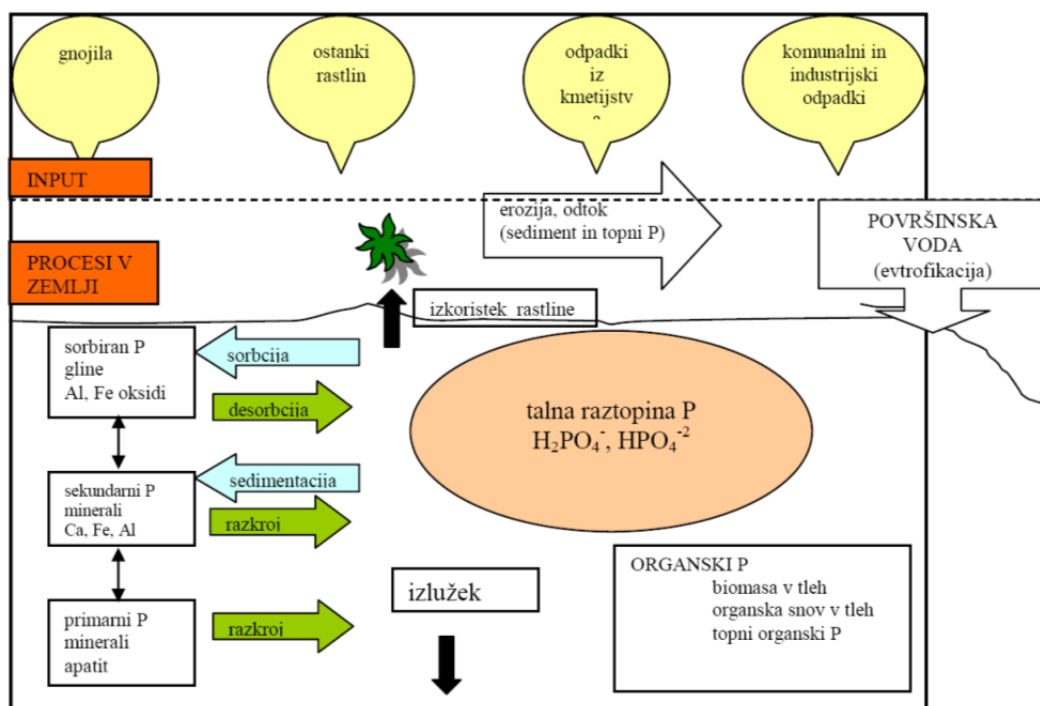 gnojila
ostanki
rastlin
odpadki
iz
kmetijstv
komunalni in
industrijski
odpadki
INPUT
erozija, odtok
(sediment in topni P)
POVRŠINSKA
VODA
(evtrofikacija)
PROCESI V
ZEMLJI
izkoristek rastline
sorbiran P
gline
Al, Fe oksidi
sorbcija
desorbcija
talna raztopina P
H₂PO₄⁻, HPO₄⁻²
sekundarni P
minerali
Ca, Fe, Al
sedimentacija
razkroj
primarni P
minerali
apatit
razkroj
izlužek
ORGANSKI P
biomasa v tleh
organska snov v tleh
topni organski P